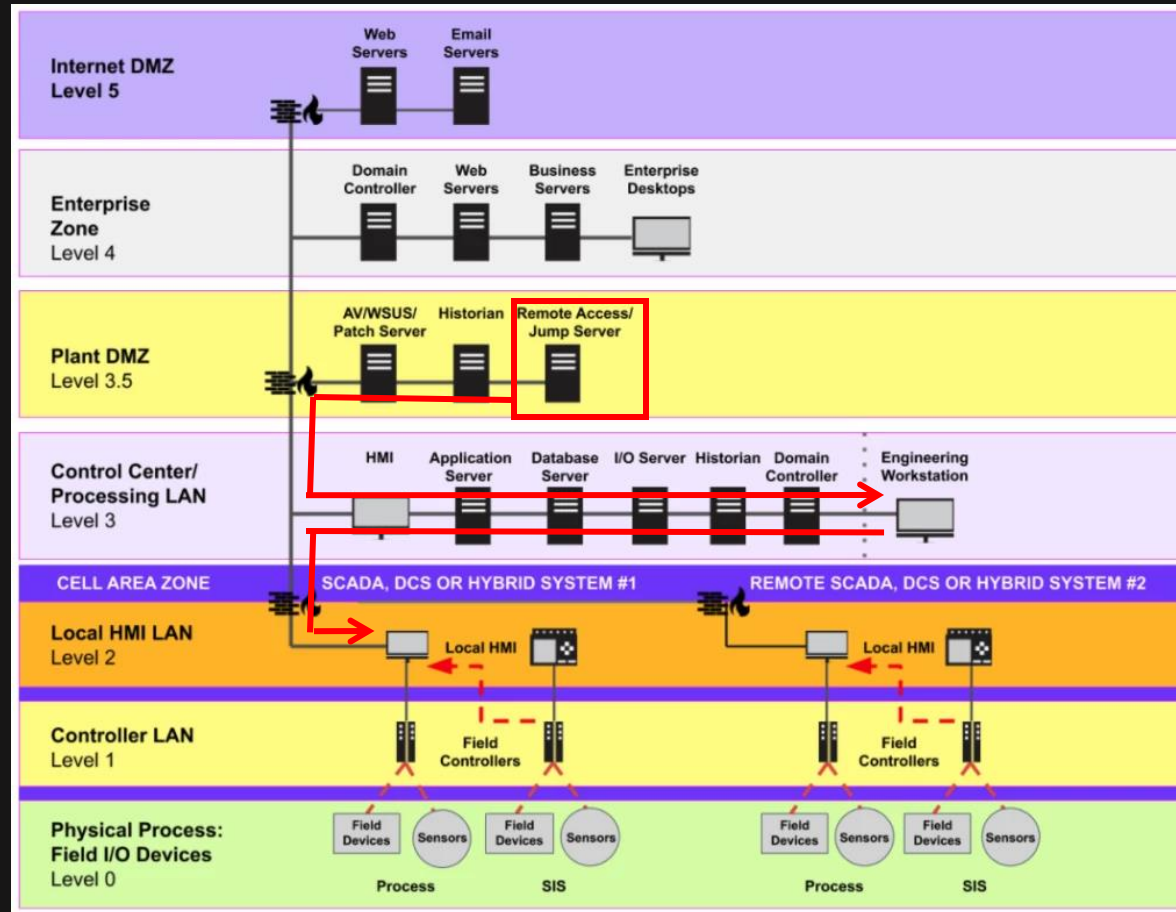 Internet DMZ
Level 5
Web
Servers
Email
Servers
Enterprise
Zone
Level 4
Domain
Controller
Web
Servers
Business
Servers
Enterprise
Desktops
Plant DMZ
Level 3.5
AV/WSUS/
Patch Server
Historian
Remote Access/
Jump Server
Control Center/
Processing LAN
Level 3
HMI
Application
Server
Database
Server
I/O Server
Historian
Domain
Controller
Engineering
Workstation
CELL AREA ZONE
SCADA, DCS OR HYBRID SYSTEM #1
REMOTE SCADA, DCS OR HYBRID SYSTEM #2
Local HMI LAN
Level 2
Local HMI
Local HMI
Controller LAN
Level 1
Field
Controllers
Field
Controllers
Physical Process:
Field I/O Devices
Level 0
Field
Devices
Sensors
Field
Devices
Sensors
Field
Devices
Sensors
Field
Devices
Sensors
Process
SIS
Process
SIS